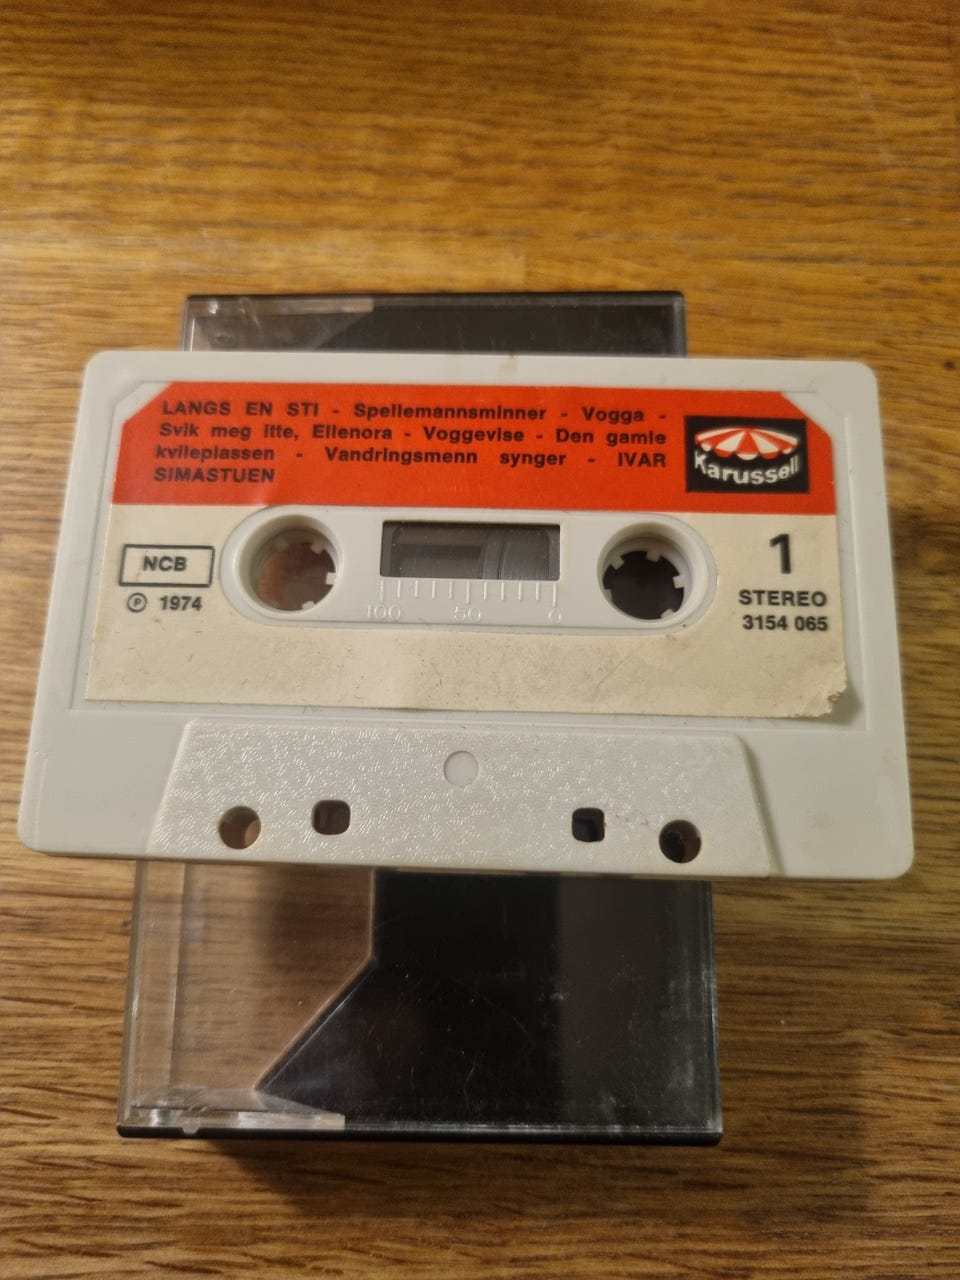 LANGS EN STI - Spellemannsminner - Vogga -
Svik meg itte, Ellenora - Voggevise - Den gamle
kvileplassen - Vandringsmenn synger - IVAR
SIMASTUEN
Karussell
NCB
Ⓟ 1974
1
STEREO
3154 065
100 50 0